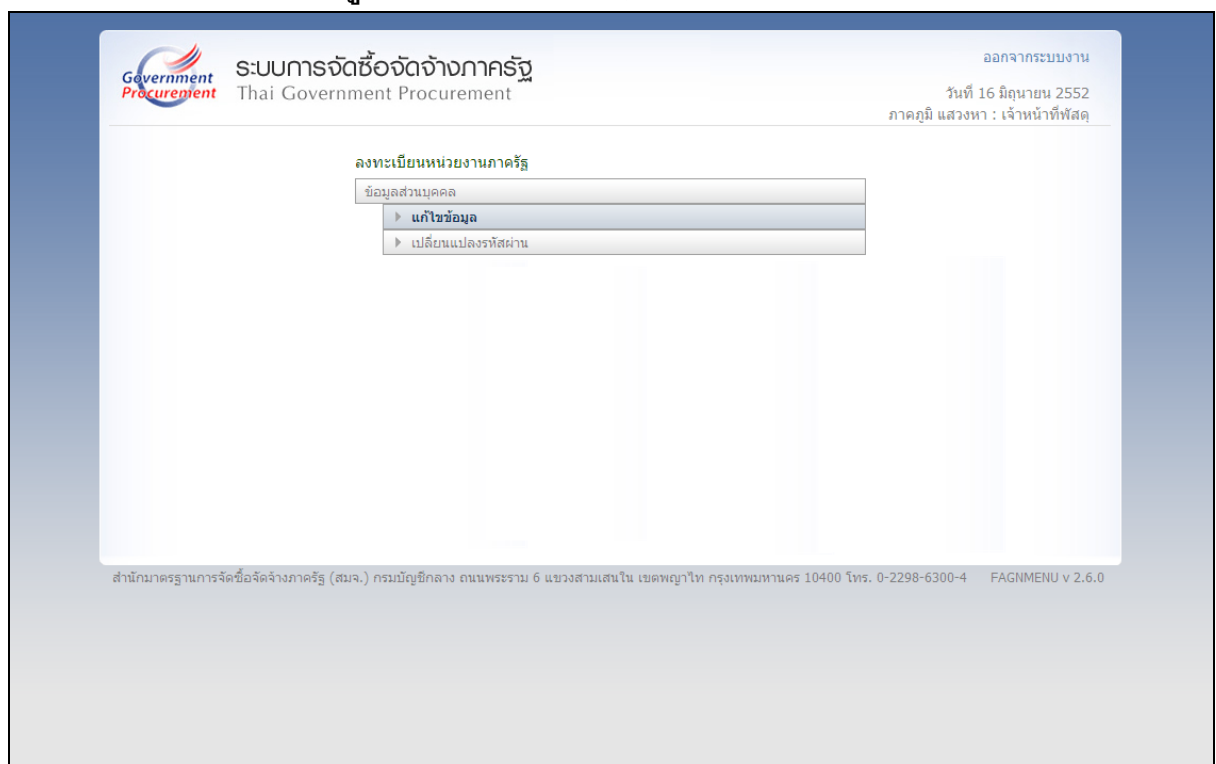 Government
Procurement
ระบบการจัดซื้อจัดจ้างภาครัฐ
Thai Government Procurement
ออกจากระบบงาน
วันที่ 16 มิถุนายน 2552
ภาคภูมิ แสวงหา : เจ้าหน้าที่พัสดุ
ลงทะเบียนหน่วยงานภาครัฐ
ข้อมูลส่วนบุคคล
แก้ไขข้อมูล
เปลี่ยนแปลงรหัสผ่าน
สำนักมาตรฐานการจัดซื้อจัดจ้างภาครัฐ (สมจ.) กรมบัญชีกลาง ถนนพระราม 6 แขวงสามเสนใน เขตพญาไท กรุงเทพมหานคร 10400 โทร. 0-2298-6300-4 FAGNMENU v 2.6.0